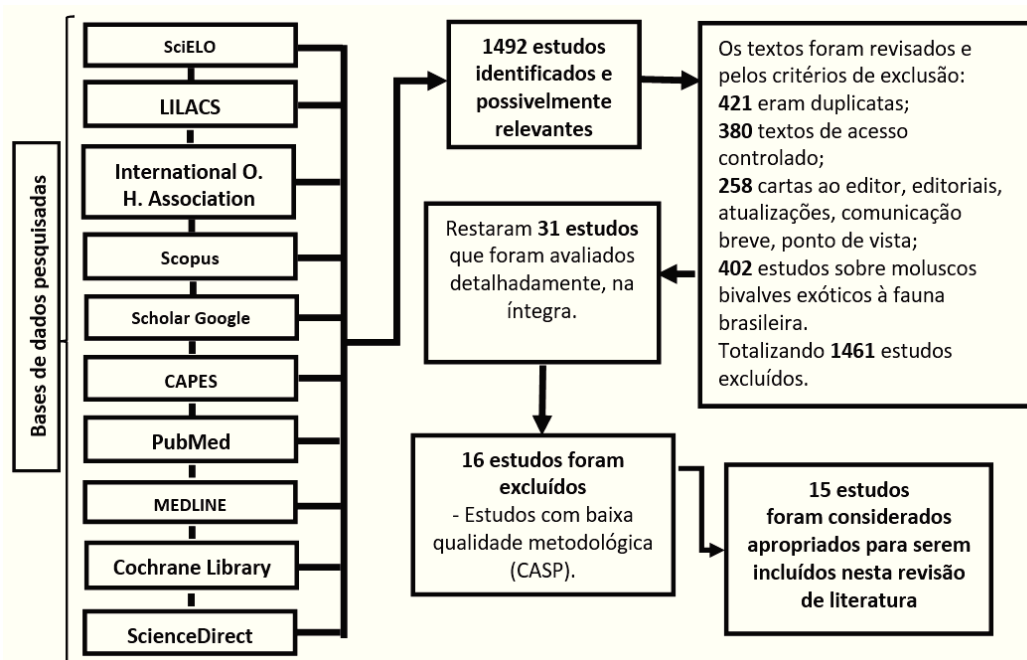 Bases de dados pesquisadas
SciELO
LILACS
International O.
H. Association
Scopus
Scholar Google
CAPES
PubMed
MEDLINE
Cochrane Library
ScienceDirect
1492 estudos
identificados e
possivelmente
relevantes
Os textos foram revisados e
pelos critérios de exclusão:
421 eram duplicatas;
380 textos de acesso
controlado;
258 cartas ao editor, editoriais,
atualizações, comunicação
breve, ponto de vista;
402 estudos sobre moluscos
bivalves exóticos à fauna
brasileira.
Totalizando 1461 estudos
excluídos.
Restaram 31 estudos
que foram avaliados
detalhadamente, na
íntegra.
16 estudos foram
excluídos
- Estudos com baixa
qualidade metodológica
(CASP).
15 estudos
foram considerados
apropriados para serem
incluídos nesta revisão
de literatura